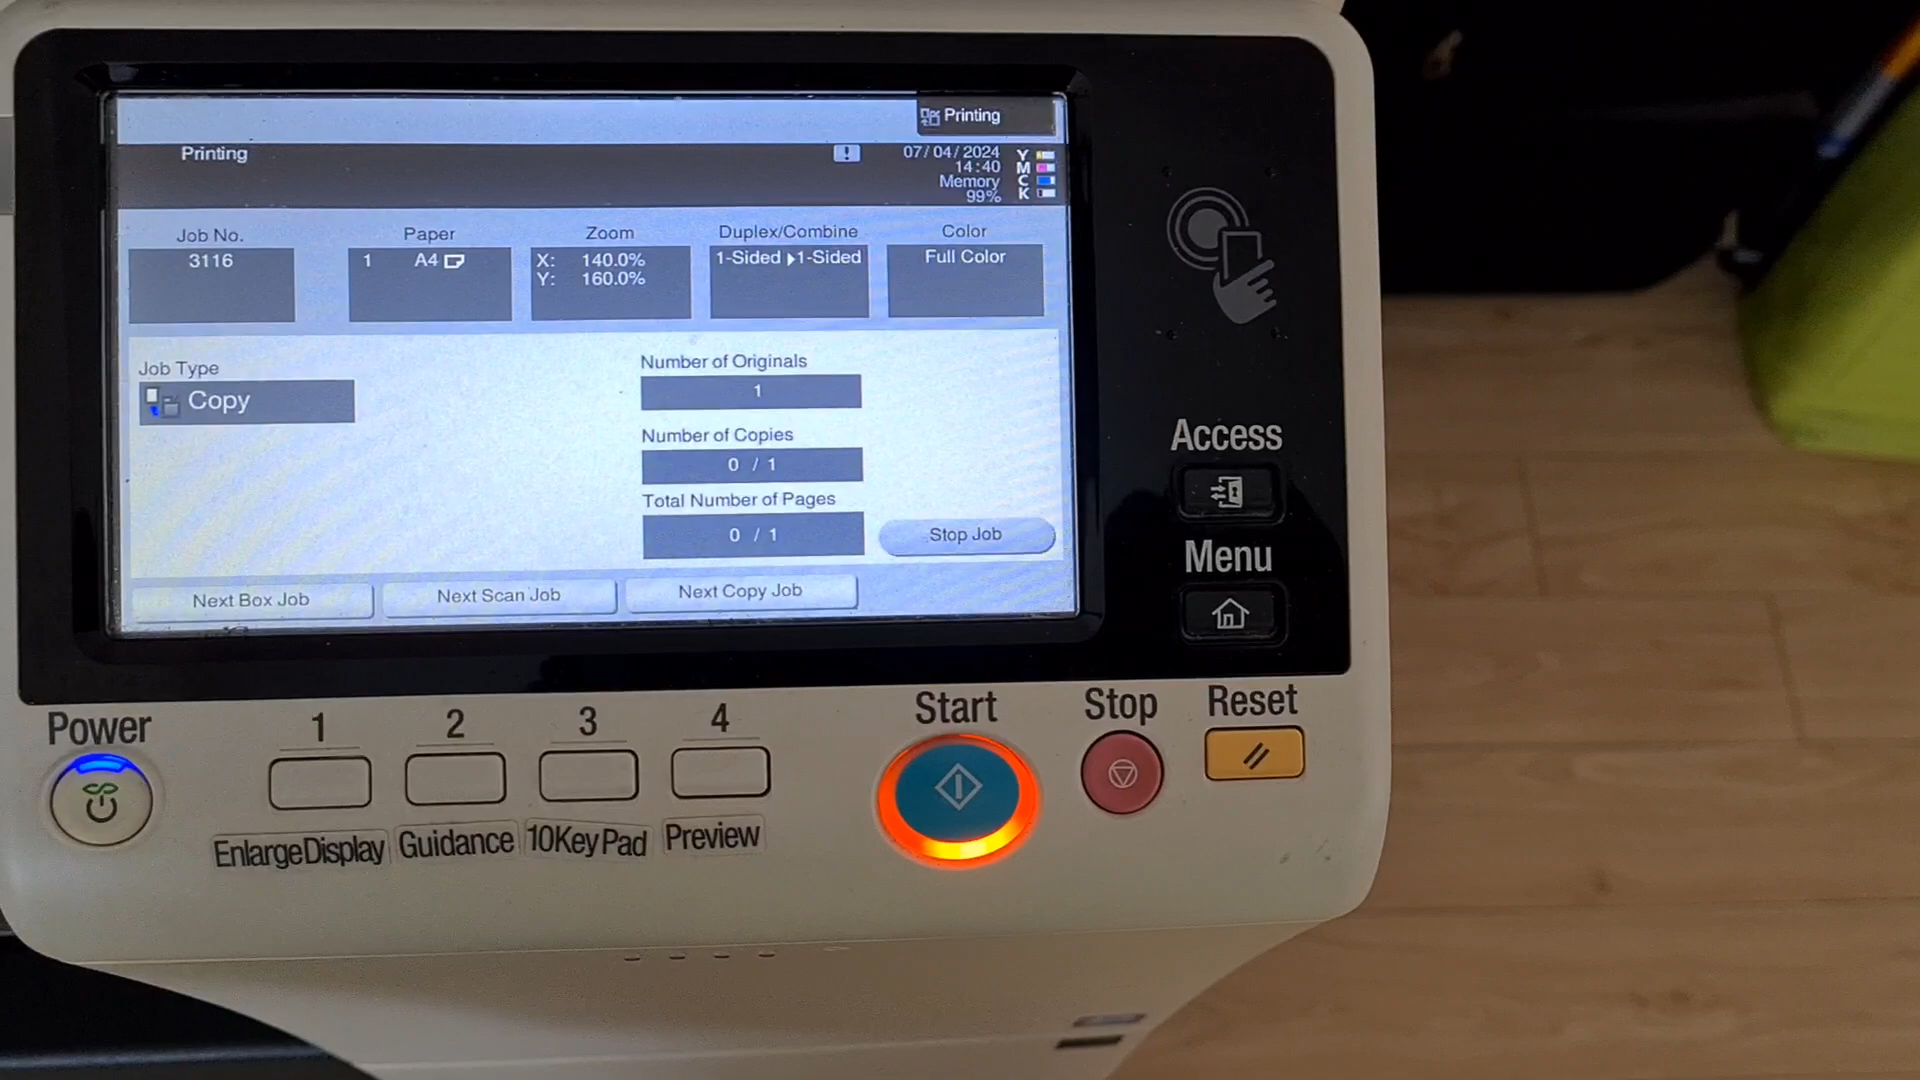 Printing
Printing
!
07/04/2024
14:40
Memory
99%
Y
M
C
K
Job No.
3116
Paper
1 A4
Zoom
X: 140.0%
Y: 160.0%
Duplex/Combine
1-Sided ▶1-Sided
Color
Full Color
Job Type
Copy
Number of Originals
1
Number of Copies
0 / 1
Total Number of Pages
0 / 1
Stop Job
Next Box Job
Next Scan Job
Next Copy Job
Access
Menu
Power
1
2
3
4
Start
Stop
Reset
EnlargeDisplay
Guidance
10KeyPad
Preview